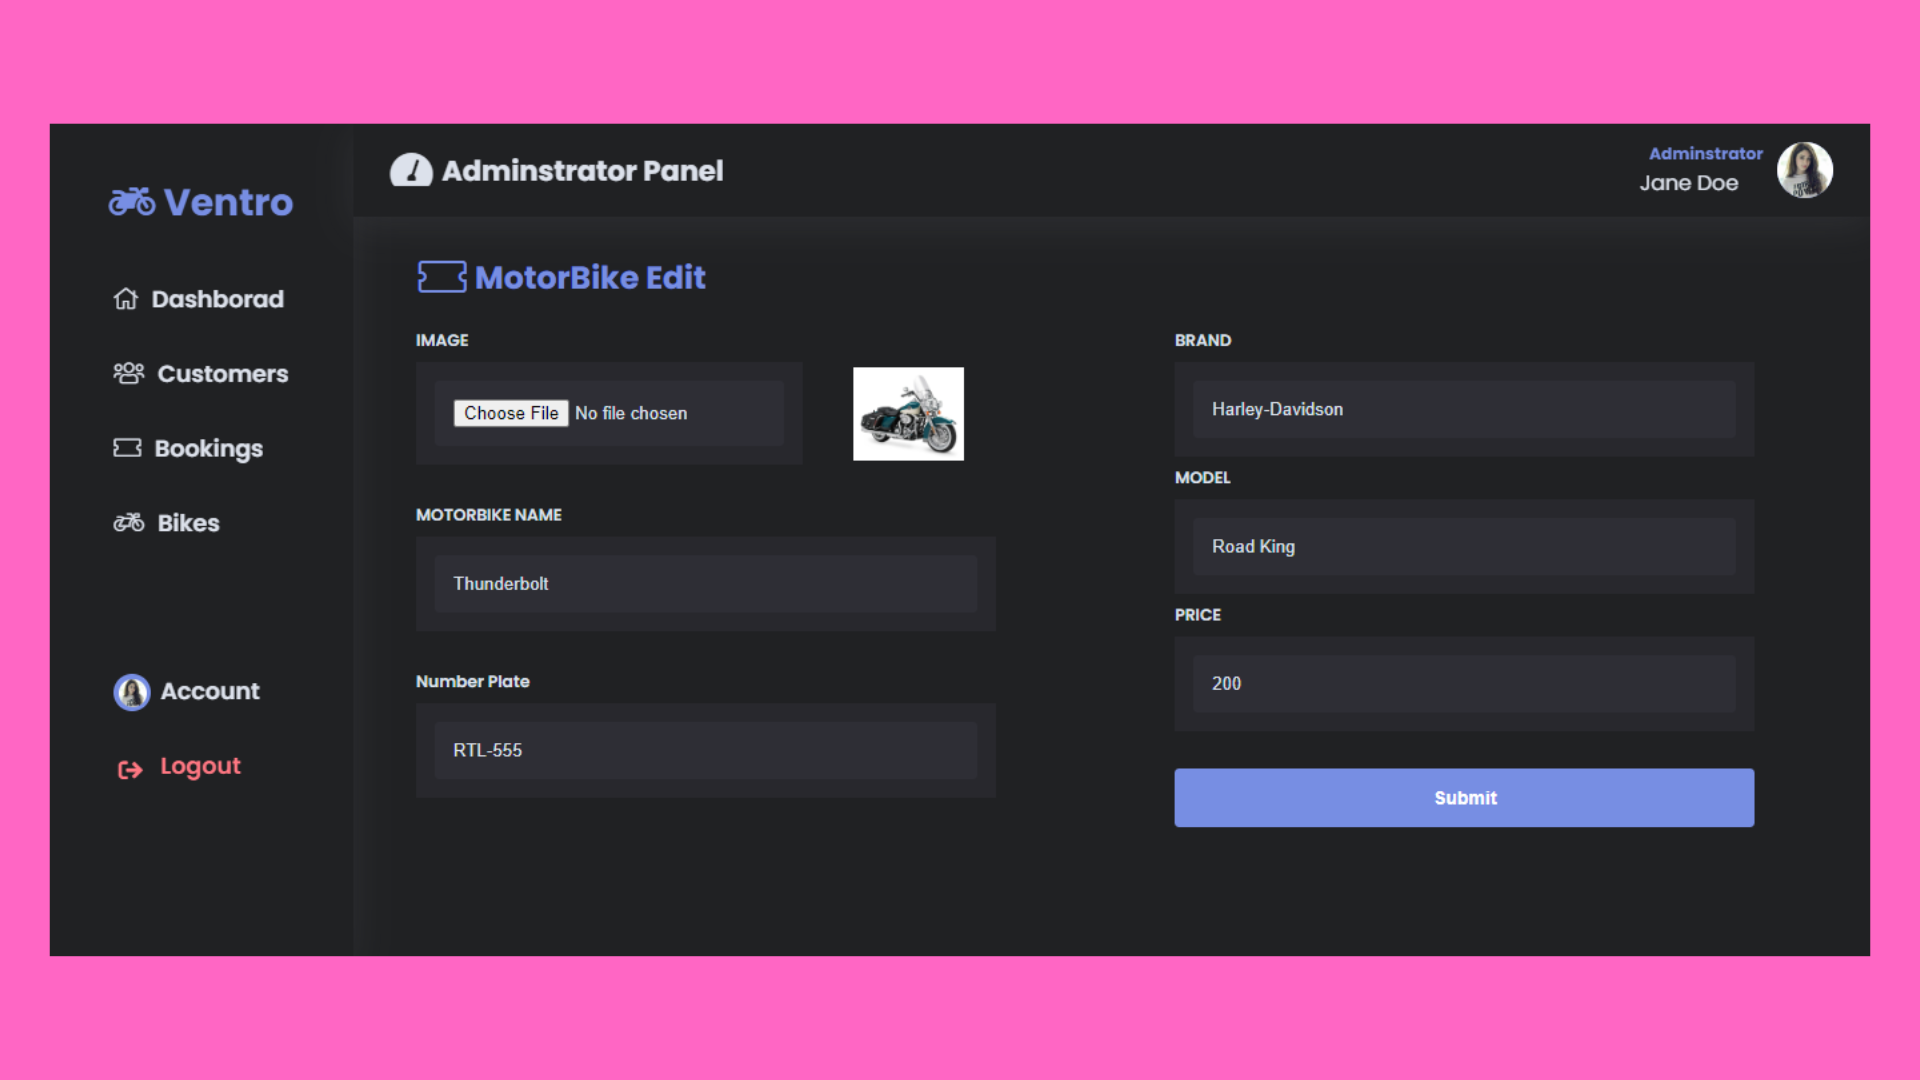 Ventro
Dashborad
Customers
Bookings
Bikes
Account
Logout
Adminstrator Panel
Adminstrator
Jane Doe
MotorBike Edit
IMAGE
Choose File No file chosen
MOTORBIKE NAME
Thunderbolt
Number Plate
RTL-555
BRAND
Harley-Davidson
MODEL
Road King
PRICE
200
Submit